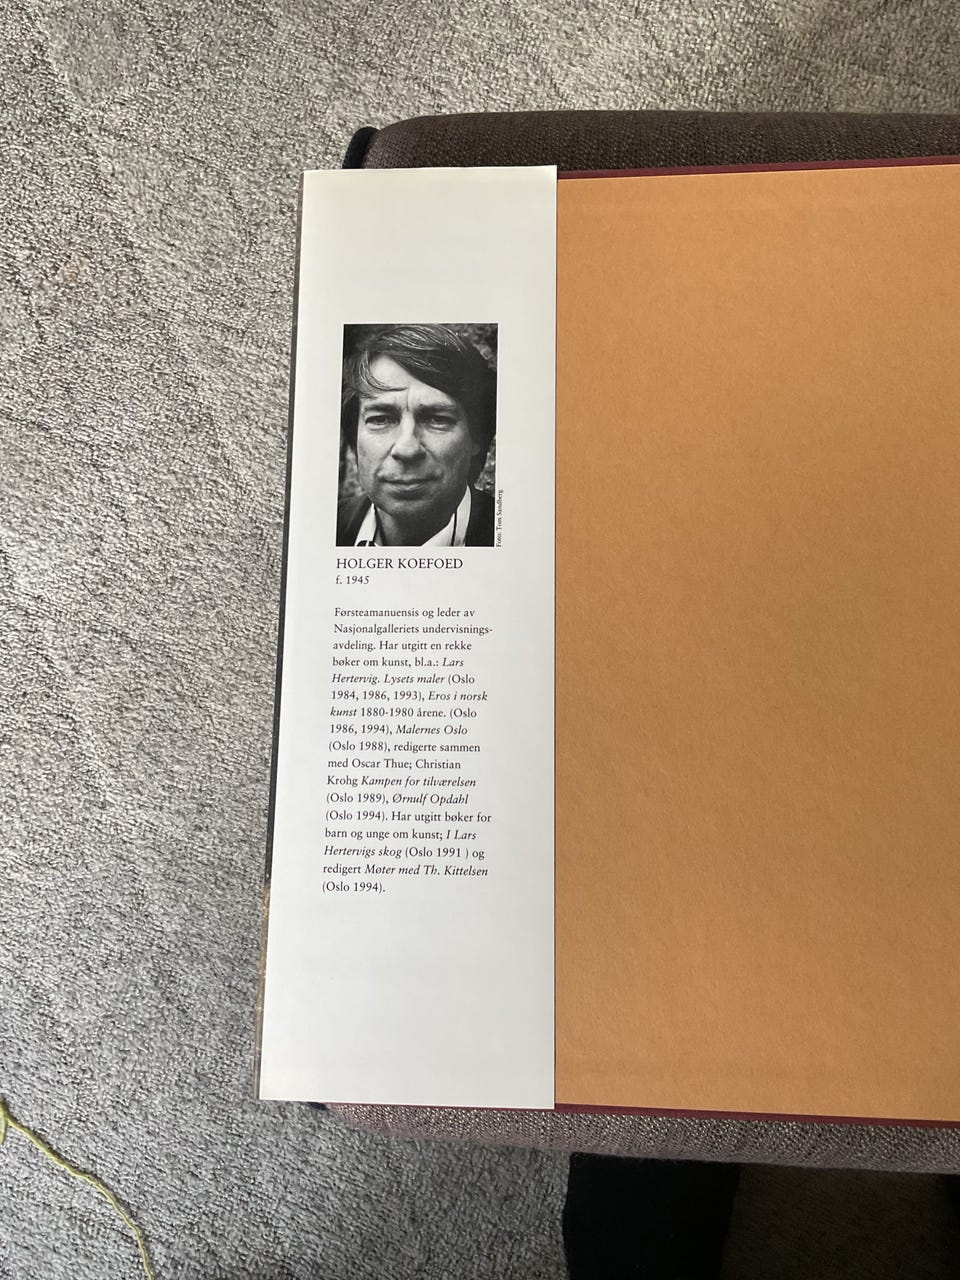 Foto: Tom Sandberg
HOLGER KOEFOED
f. 1945
Førsteamanuensis og leder av
Nasjonalgalleriets undervisnings-
avdeling. Har utgitt en rekke
bøker om kunst, bl.a.: Lars
Hertervig. Lysets maler (Oslo
1984, 1986, 1993), Eros i norsk
kunst 1880-1980 årene. (Oslo
1986, 1994), Malernes Oslo
(Oslo 1988), redigerte sammen
med Oscar Thue; Christian
Krohg Kampen for tilværelsen
(Oslo 1989), Ørnulf Opdahl
(Oslo 1994). Har utgitt bøker for
barn og unge om kunst; I Lars
Hertervigs skog (Oslo 1991 ) og
redigert Møter med Th. Kittelsen
(Oslo 1994).